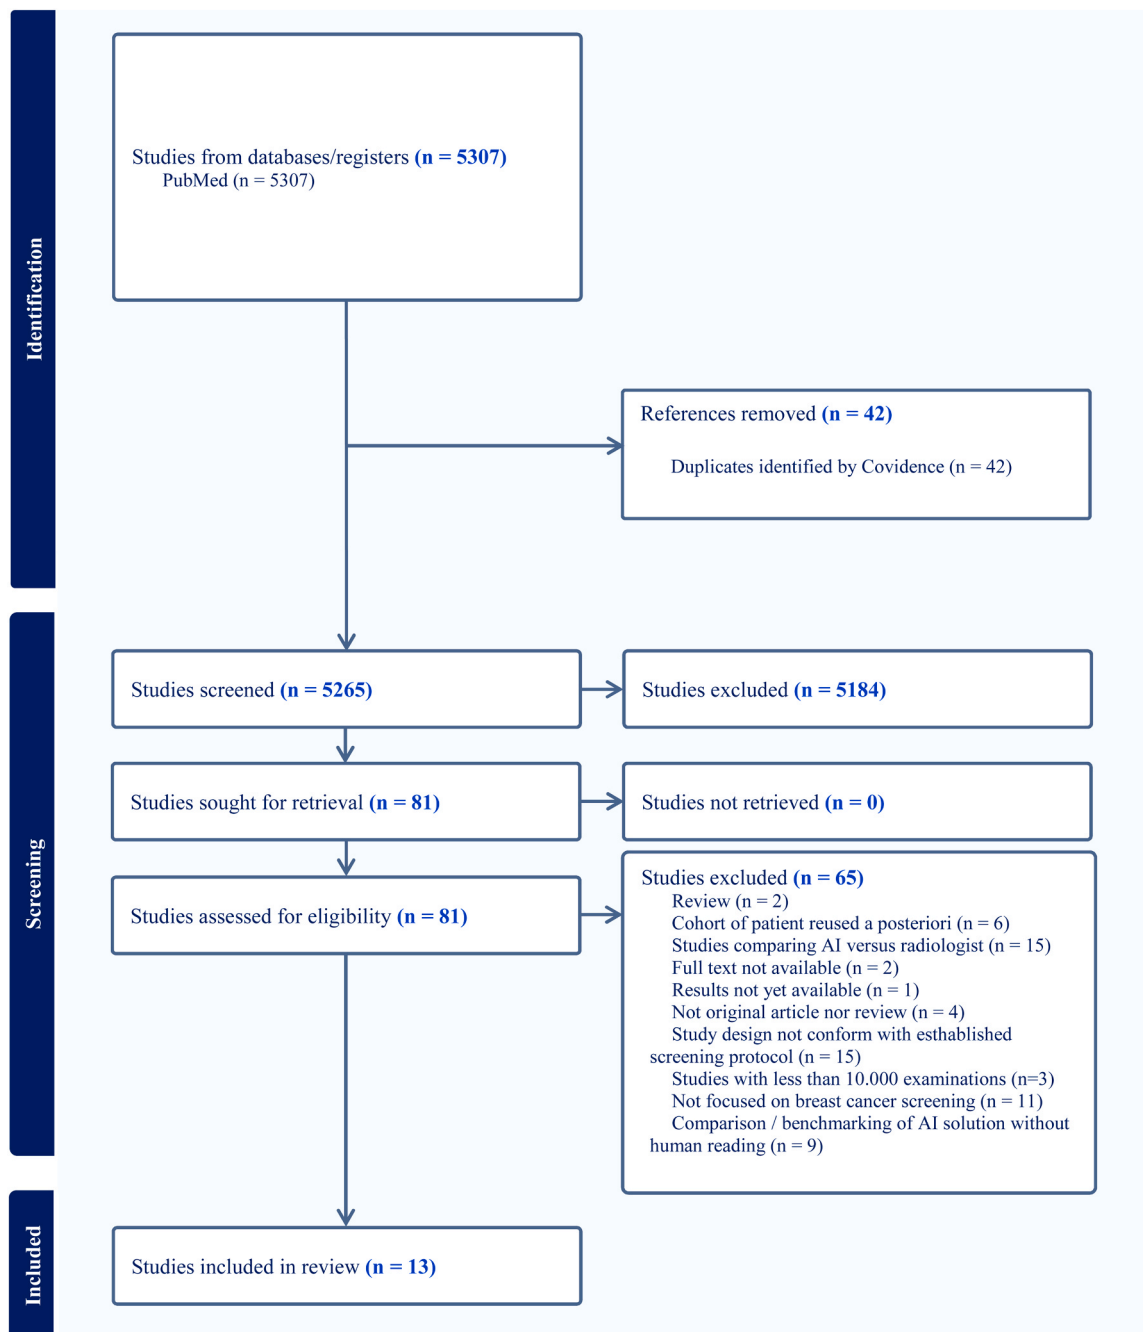 Identification
Studies from databases/registers (n = 5307)
PubMed (n = 5307)
References removed (n = 42)
Duplicates identified by Covidence (n = 42)
Screening
Studies screened (n = 5265)
Studies excluded (n = 5184)
Studies sought for retrieval (n = 81)
Studies not retrieved (n = 0)
Studies assessed for eligibility (n = 81)
Studies excluded (n = 65)
Review (n = 2)
Cohort of patient reused a posteriori (n = 6)
Studies comparing AI versus radiologist (n = 15)
Full text not available (n = 2)
Results not yet available (n = 1)
Not original article nor review (n = 4)
Study design not conform with esthablished
screening protocol (n = 15)
Studies with less than 10.000 examinations (n=3)
Not focused on breast cancer screening (n = 11)
Comparison / benchmarking of AI solution without
human reading (n = 9)
Included
Studies included in review (n = 13)